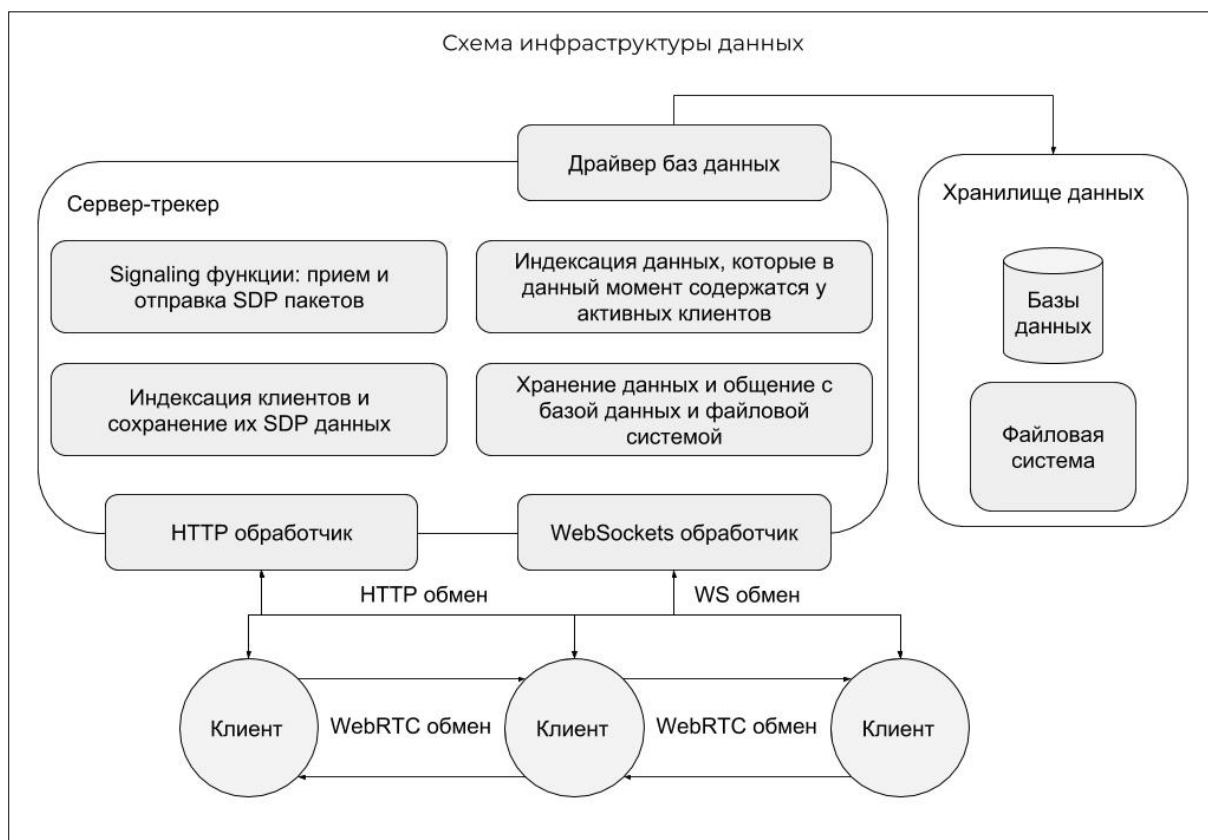 Схема инфраструктуры данных
Драйвер баз данных
Сервер-трекер
Хранилище данных
Signaling функции: прием и
отправка SDP пакетов
Индексация данных, которые в
данный момент содержатся у
активных клиентов
Базы
данных
Индексация клиентов и
сохранение их SDP данных
Хранение данных и общение с
базой данных и файловой
системой
Файловая
система
HTTP обработчик
WebSockets обработчик
HTTP обмен
WS обмен
Клиент
WebRTC обмен
Клиент
WebRTC обмен
Клиент